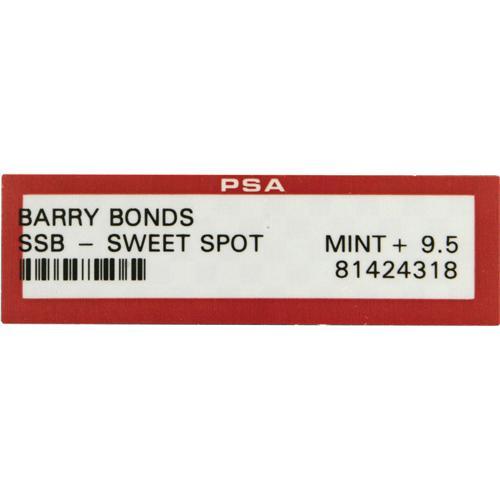 PSA
BARRY BONDS
SSB - SWEET SPOT MINT + 9.5
81424318